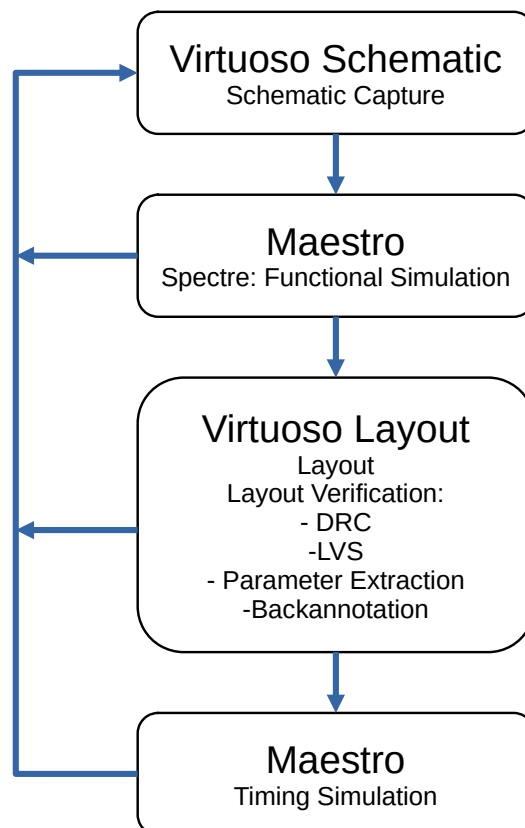 Virtuoso Schematic
Schematic Capture
Maestro
Spectre: Functional Simulation
Virtuoso Layout
Layout
Layout Verification:
- DRC
-LVS
- Parameter Extraction
-Backannotation
Maestro
Timing Simulation